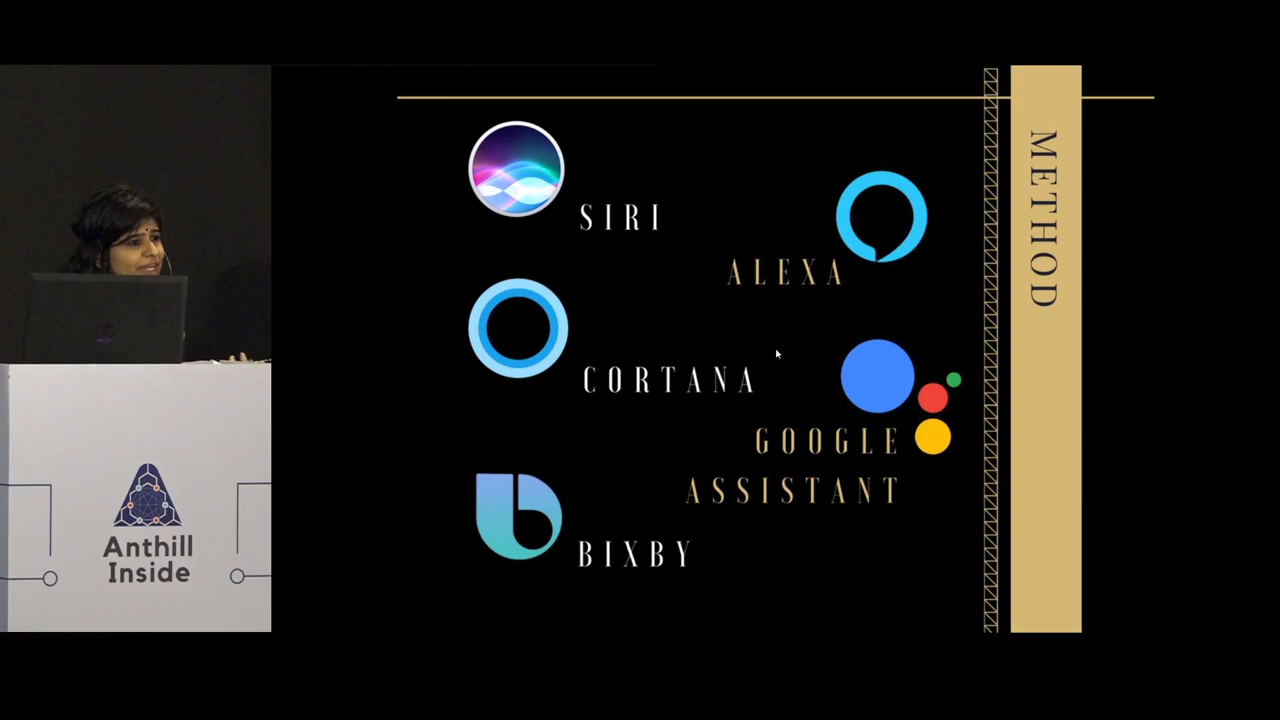 SIRI
ALEXA
CORTANA
GOOGLE
ASSISTANT
BIXBY
METHOD
Anthill
Inside